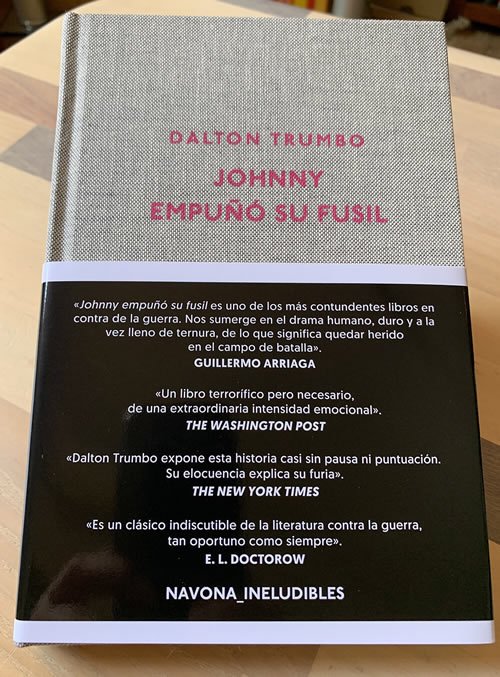 DALTON TRUMBO
JOHNNY
EMPUÑÓ SU FUSIL
«Johnny empuñó su fusil es uno de los más contundentes libros en
contra de la guerra. Nos sumerge en el drama humano, duro y a la
vez lleno de ternura, de lo que significa quedar herido
en el campo de batalla».
GUILLERMO ARRIAGA
«Un libro terrorífico pero necesario,
de una extraordinaria intensidad emocional».
THE WASHINGTON POST
«Dalton Trumbo expone esta historia casi sin pausa ni puntuación.
Su elocuencia explica su furia».
THE NEW YORK TIMES
«Es un clásico indiscutible de la literatura contra la guerra,
tan oportuno como siempre».
E. L. DOCTOROW
NAVONA_INELUDIBLES